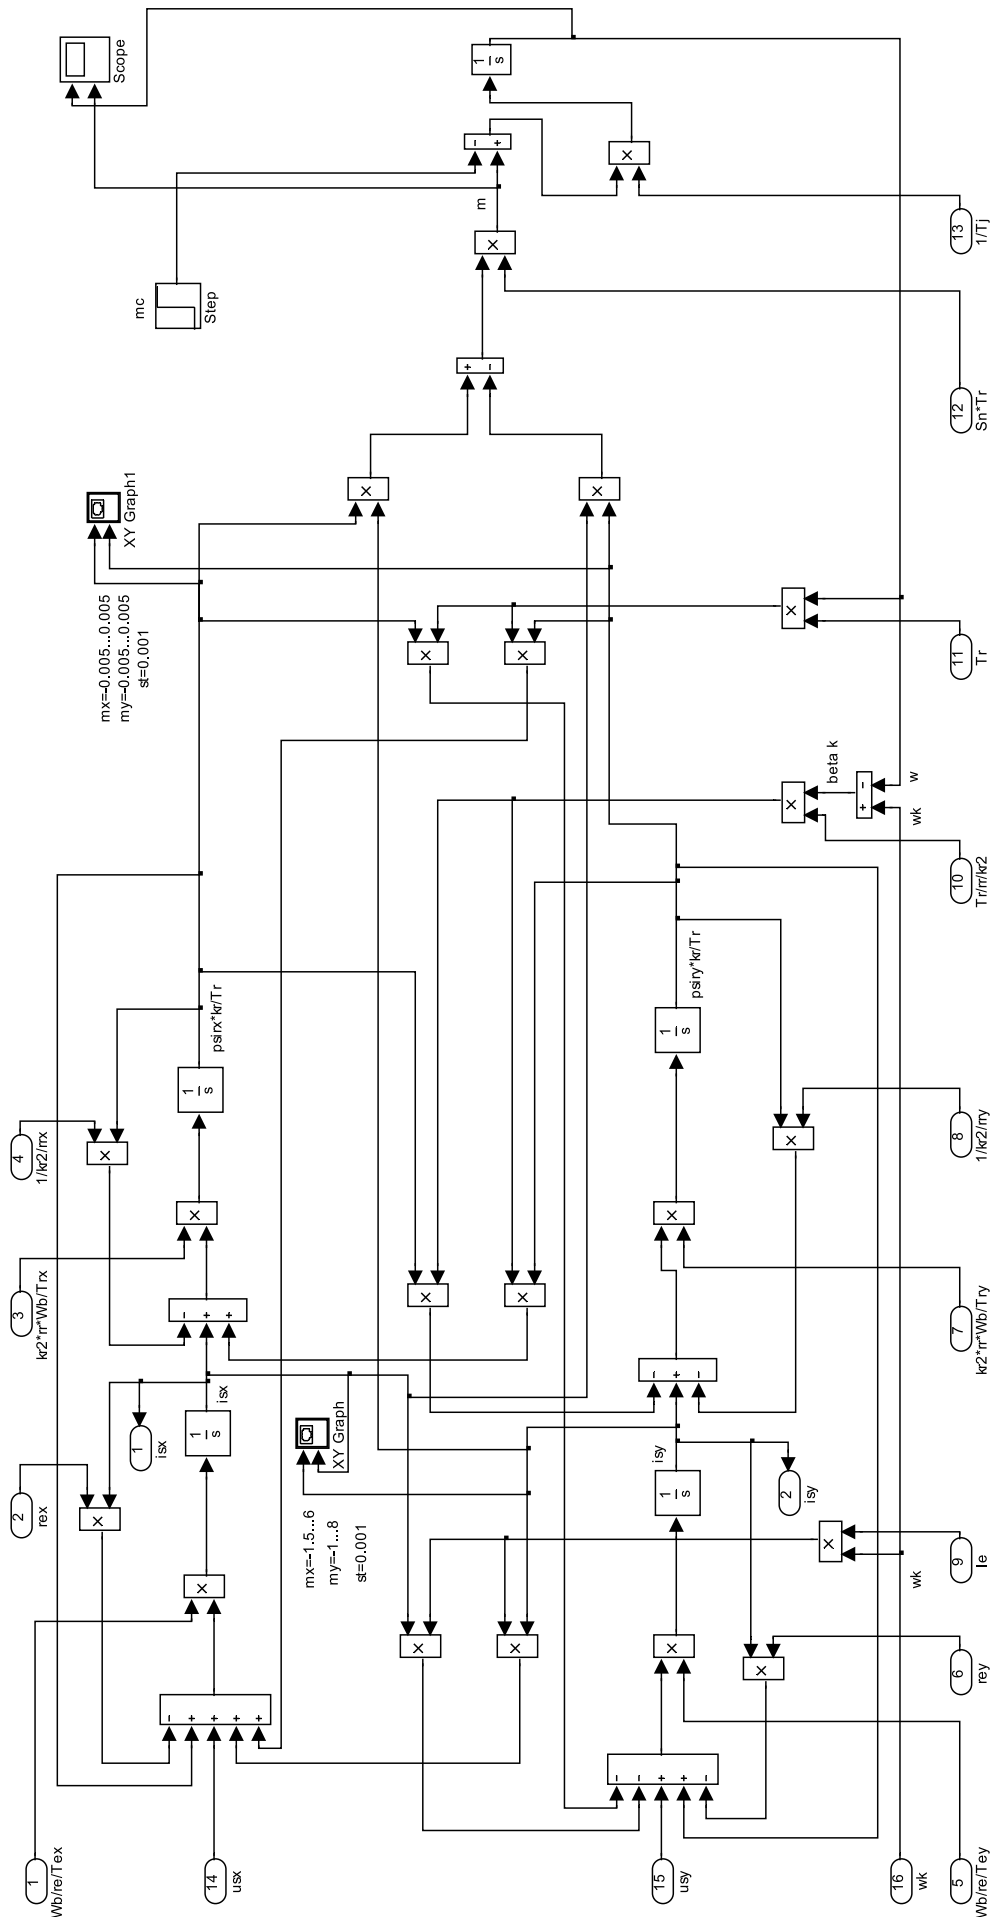 1
Wb/re/Tex
2
rex
3
kr2*rr*Wb/Trx
4
1/kr2/rrx
mx=-0.005...0.005
my=-0.005...0.005
st=0.001
XY Graph1
mc
Step
Scope
14
usx
1
isx
1
s
isx
1
s
psirx*kr/Tr
mx=-1.5...6
my=-1...8
st=0.001
XY Graph
m
1
s
15
usy
1
s
isy
2
isy
1
s
psiry*kr/Tr
beta k
wk
w
16
wk
wk
5
Wb/re/Tey
6
rey
9
Ie
7
kr2*rr*Wb/Try
8
1/kr2/rry
10
Tr/rr/kr2
11
Tr
12
Sn*Tr
13
1/Tj